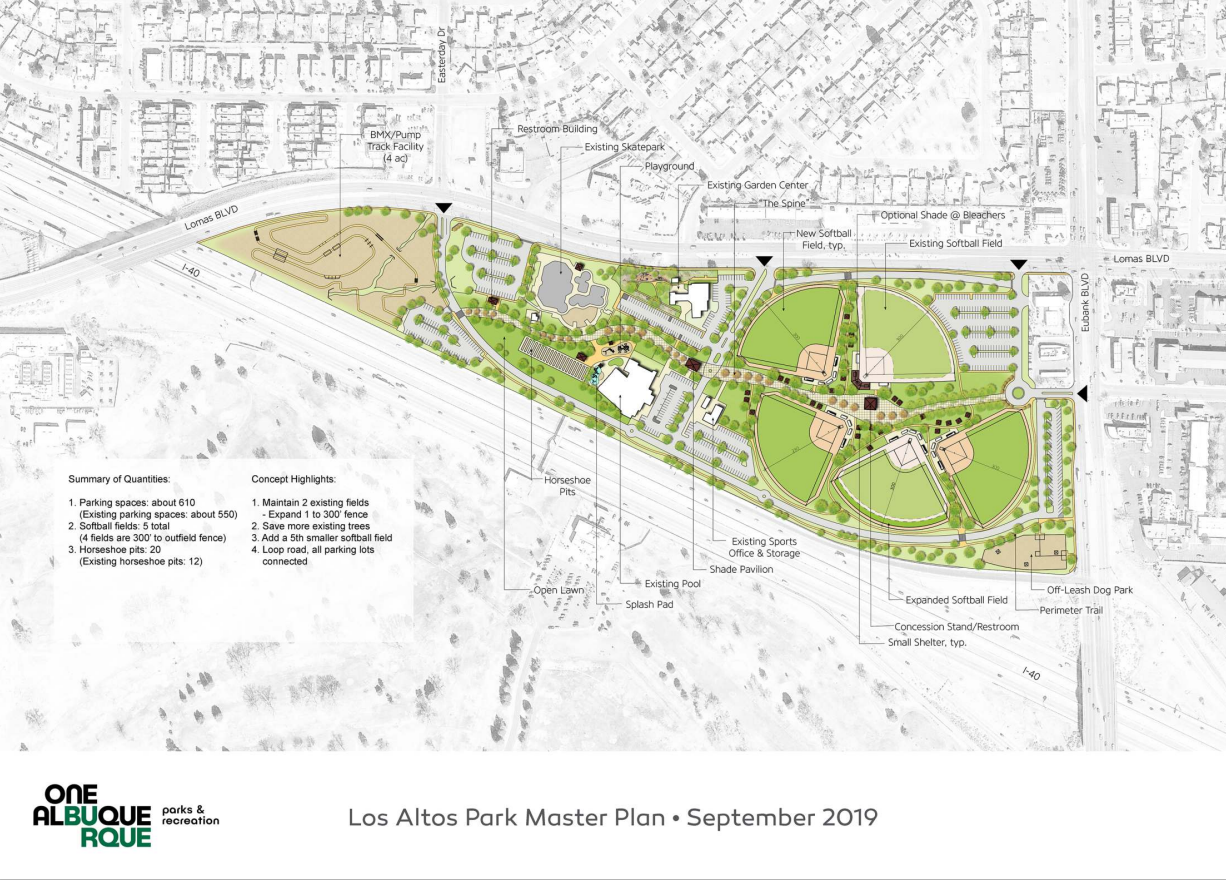 Easterday Dr
BMX/Pump
Track Facility
(4 ac)
Restroom Building
Existing Skatepark
Playground
Existing Garden Center
"The Spine"
Optional Shade @ Bleachers
New Softball
Field, typ.
Existing Softball Field
Lomas BLVD
Lomas BLVD
I-40
Eubank BLVD
Summary of Quantities:
1. Parking spaces: about 610
(Existing parking spaces: about 550)
2. Softball fields: 5 total
(4 fields are 300' to outfield fence)
3. Horseshoe pits: 20
(Existing horseshoe pits: 12)
Concept Highlights:
1. Maintain 2 existing fields
- Expand 1 to 300' fence
2. Save more existing trees
3. Add a 5th smaller softball field
4. Loop road, all parking lots
connected
Horseshoe
Pits
Existing Sports
Office & Storage
Shade Pavilion
Existing Pool
Open Lawn
Splash Pad
Off-Leash Dog Park
Expanded Softball Field
Perimeter Trail
Concession Stand/Restroom
Small Shelter, typ.
I-40
ONE
ALBUQUE
RQUE
parks &
recreation
Los Altos Park Master Plan • September 2019